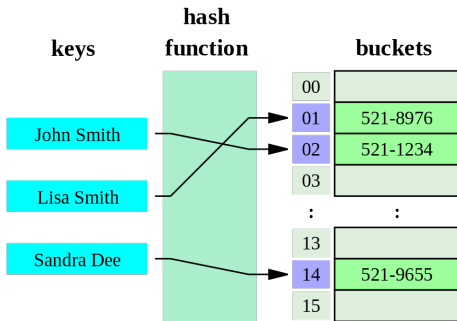 keys
hash
function
buckets
John Smith
Lisa Smith
Sandra Dee
00
01 521-8976
02 521-1234
03
: :
13
14 521-9655
15